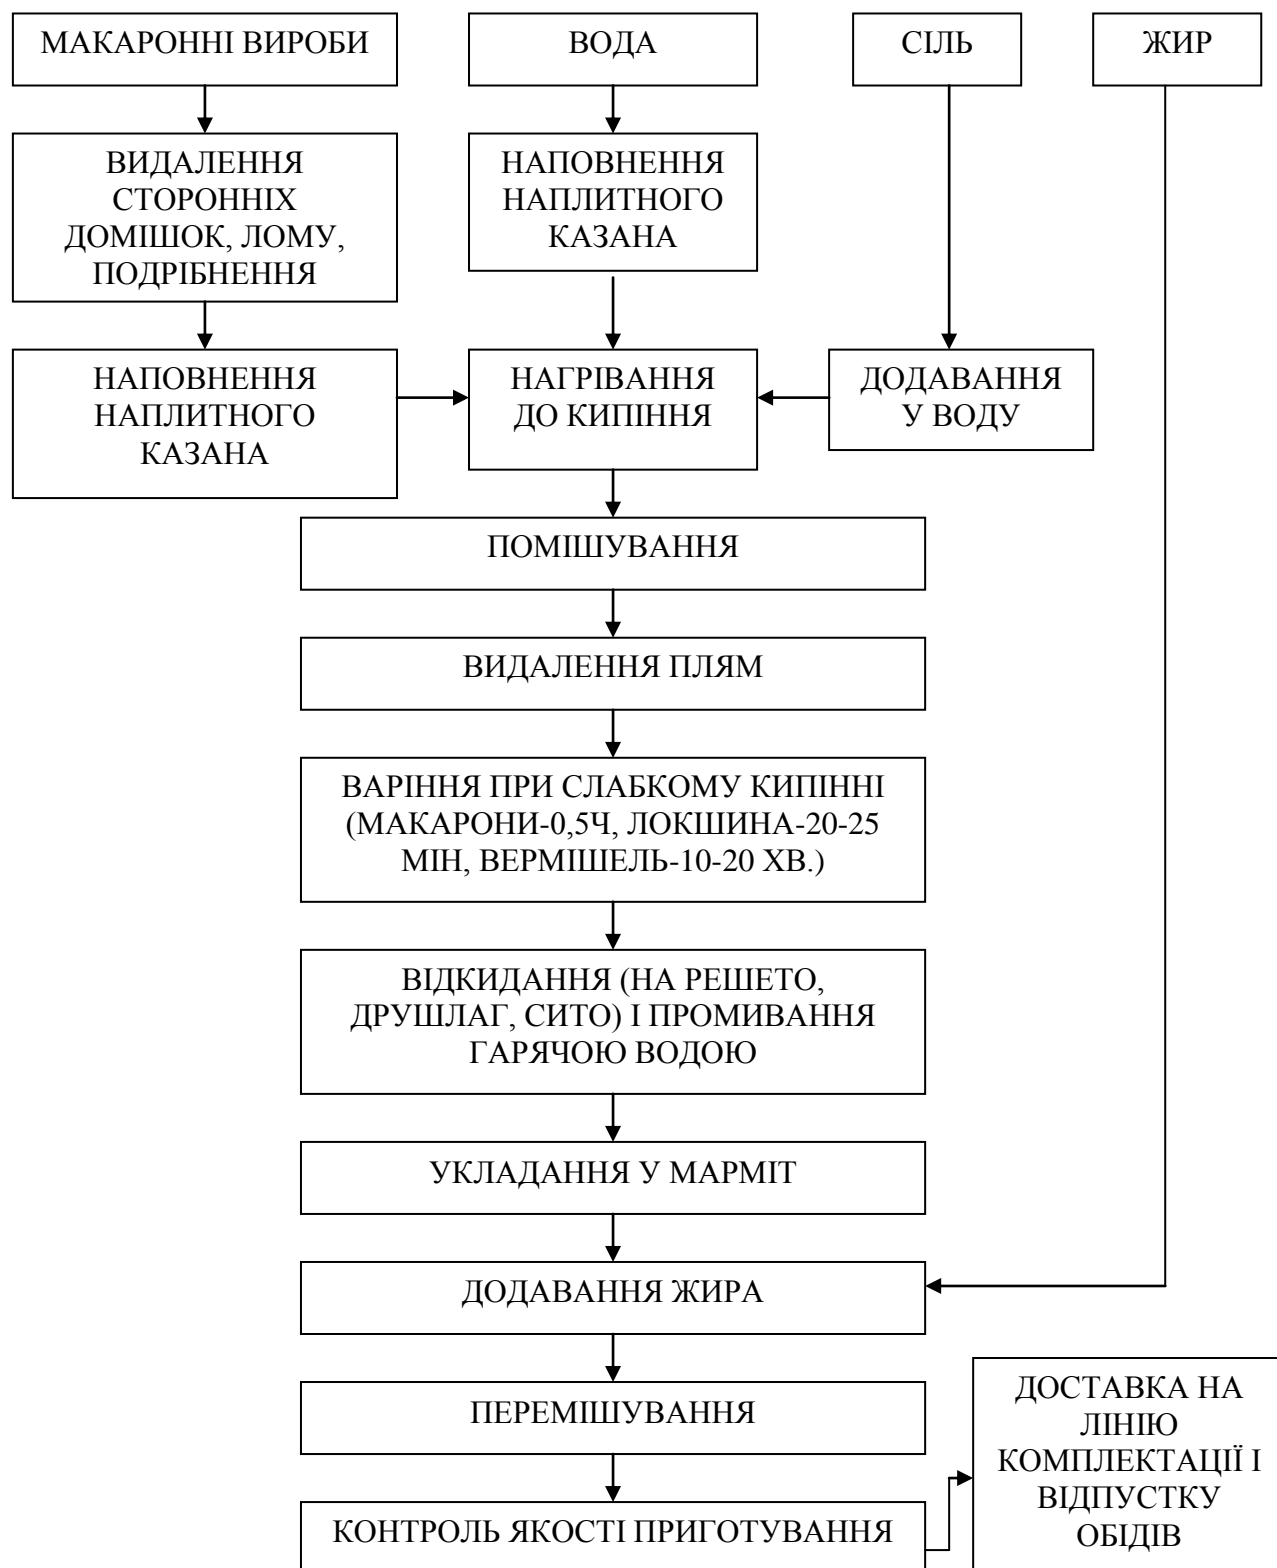 МАКАРОННІ ВИРОБИ
ВОДА
СІЛЬ
ЖИР
ВИДАЛЕННЯ
СТОРОННІХ
ДОМІШОК, ЛОМУ,
ПОДРІБНЕННЯ
НАПОВНЕННЯ
НАПЛИТНОГО
КАЗАНА
НАПОВНЕННЯ
НАПЛИТНОГО
КАЗАНА
НАГРІВАННЯ
ДО КИПІННЯ
ДОДАВАННЯ
У ВОДУ
ПОМІШУВАННЯ
ВИДАЛЕННЯ ПЛЯМ
ВАРІННЯ ПРИ СЛАБКОМУ КИПІННІ
(МАКАРОНИ-0,5Ч, ЛОКШИНА-20-25
МІН, ВЕРМІШЕЛЬ-10-20 ХВ.)
ВІДКИДАННЯ (НА РЕШЕТО,
ДРУШЛАГ, СИТО) І ПРОМИВАННЯ
ГАРЯЧОЮ ВОДОЮ
УКЛАДАННЯ У МАРМІТ
ДОДАВАННЯ ЖИРА
ПЕРЕМІШУВАННЯ
КОНТРОЛЬ ЯКОСТІ ПРИГОТУВАННЯ
ДОСТАВКА НА
ЛІНІЮ
КОМПЛЕКТАЦІЇ І
ВІДПУСТКУ
ОБІДІВ